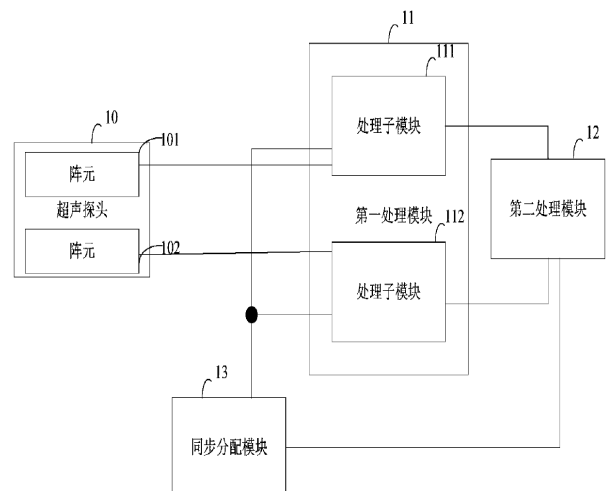 11
111
10
101
处理子模块
12
阵元
超声探头
第一处理模块
第二处理模块
112
阵元
102
处理子模块
13
同步分配模块